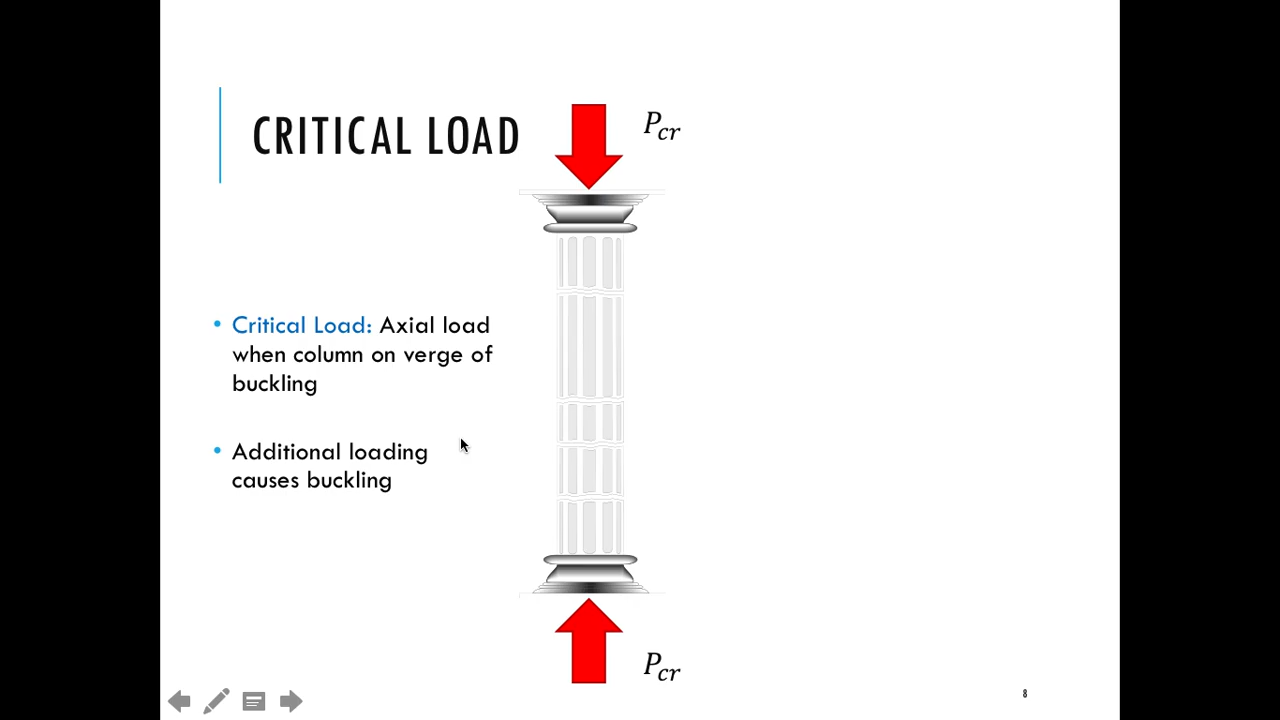 CRITICAL LOAD
P_cr
• Critical Load: Axial load
when column on verge of
buckling
• Additional loading
causes buckling
P_cr
8